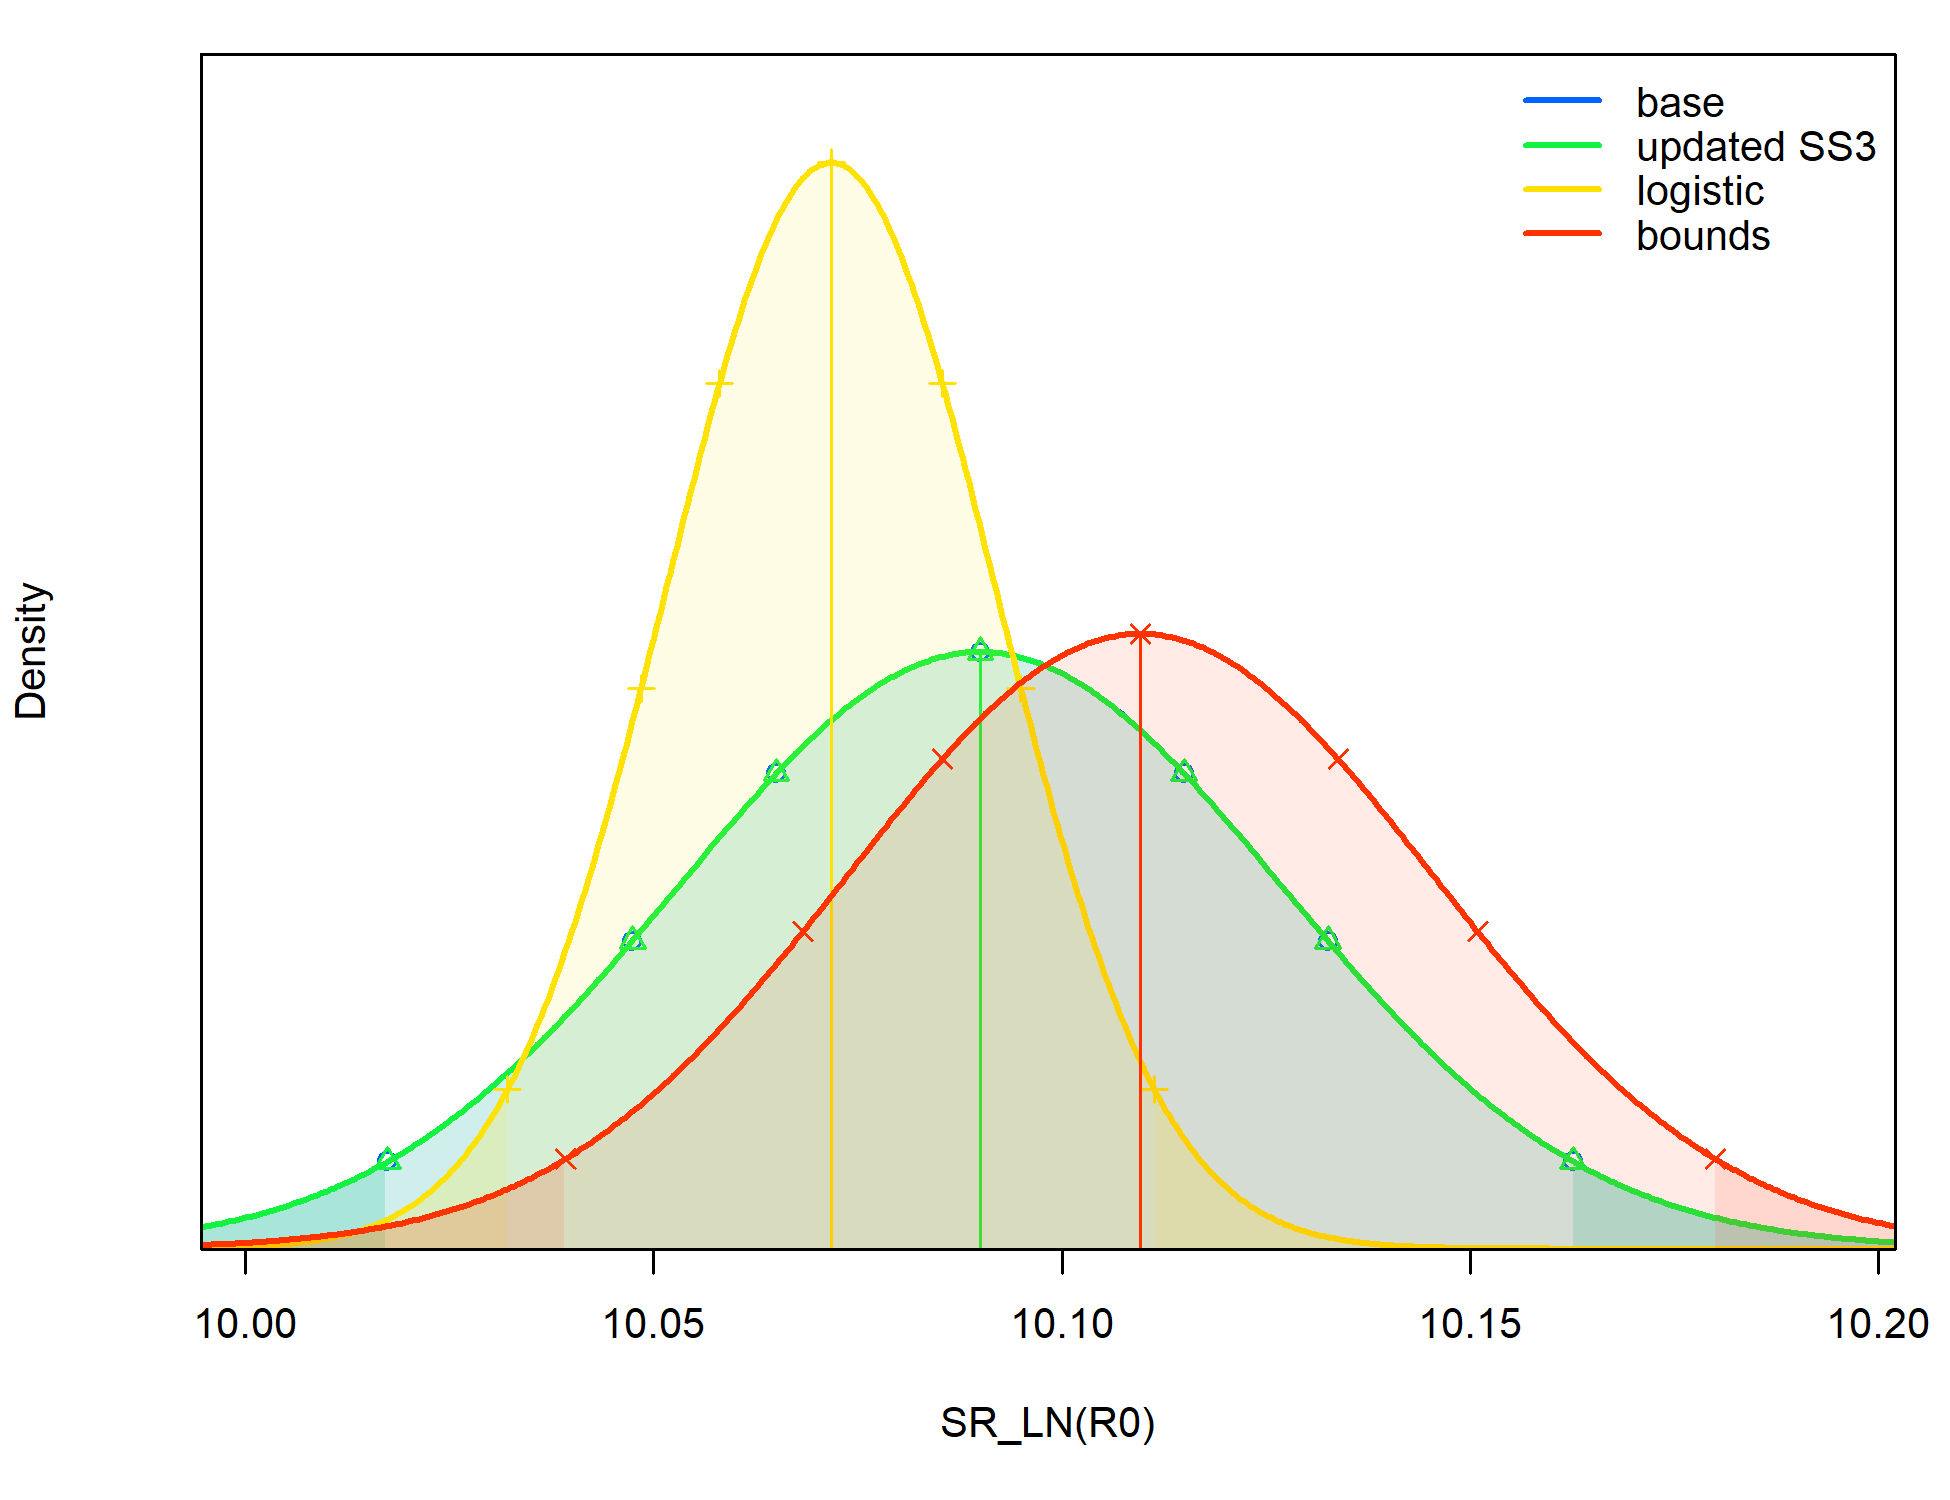 base
updated SS3
logistic
bounds
Density
10.00 10.05 10.10 10.15 10.20
SR_LN(R0)